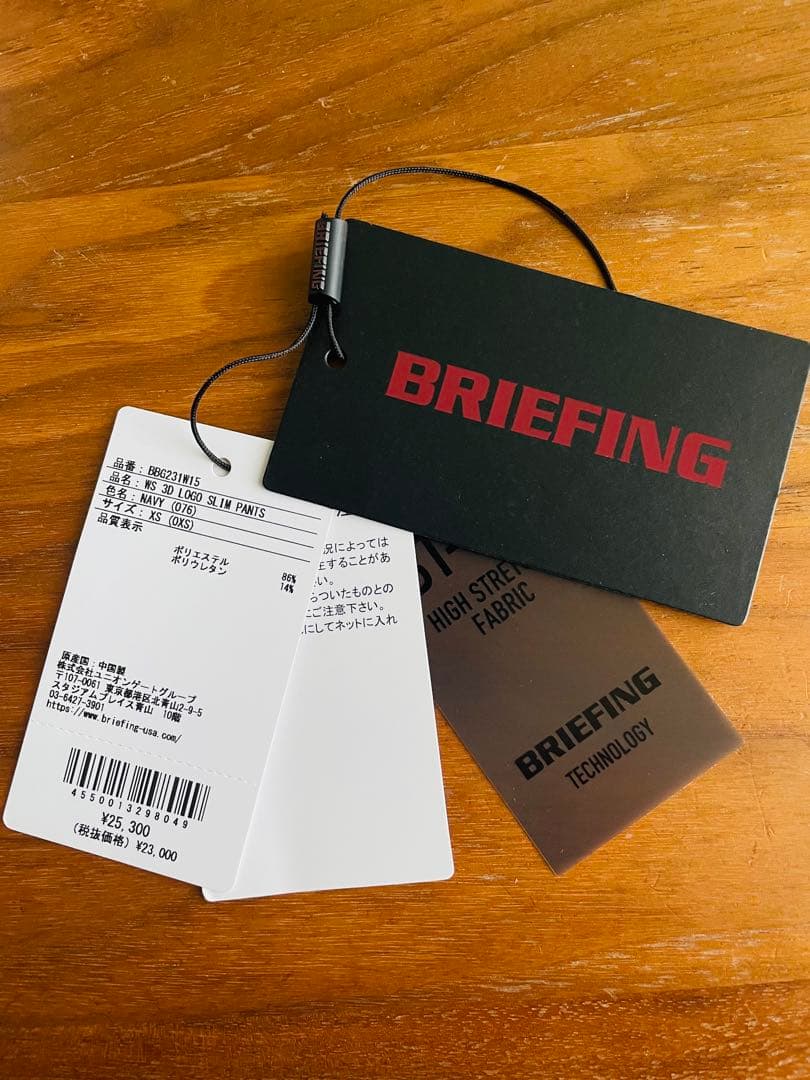 BRIEFING
BRIEFING
品番：BBG231W15
品名：WS 3D LOGO SLIM PANTS
色名：NAVY (076)
サイズ：XS (0XS)
品質表示
ポリエステル 86%
ポリウレタン 14%
原産国：中国製
株式会社ユニオンゲートグループ
〒107-0061 東京都港区北青山2-9-5
スタジアムプレイス青山 10階
03-6427-3901
https://www.briefing-usa.com/
4550013298049
¥25,300
(税抜価格) ¥23,000
況によっては
生することがあ
い。
らついたものとの
ご注意下さい。
にしてネットに入れ
HIGH STRE
FABRIC
BRIEFING
TECHNOLOGY